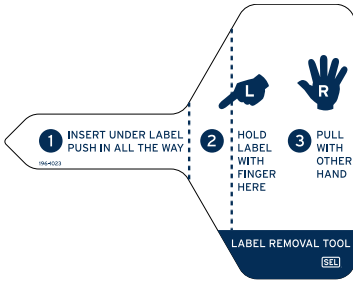 L
R
1
INSERT UNDER LABEL
PUSH IN ALL THE WAY
1964023
2
HOLD
LABEL
WITH
FINGER
HERE
3
PULL
WITH
OTHER
HAND
LABEL REMOVAL TOOL
SEL